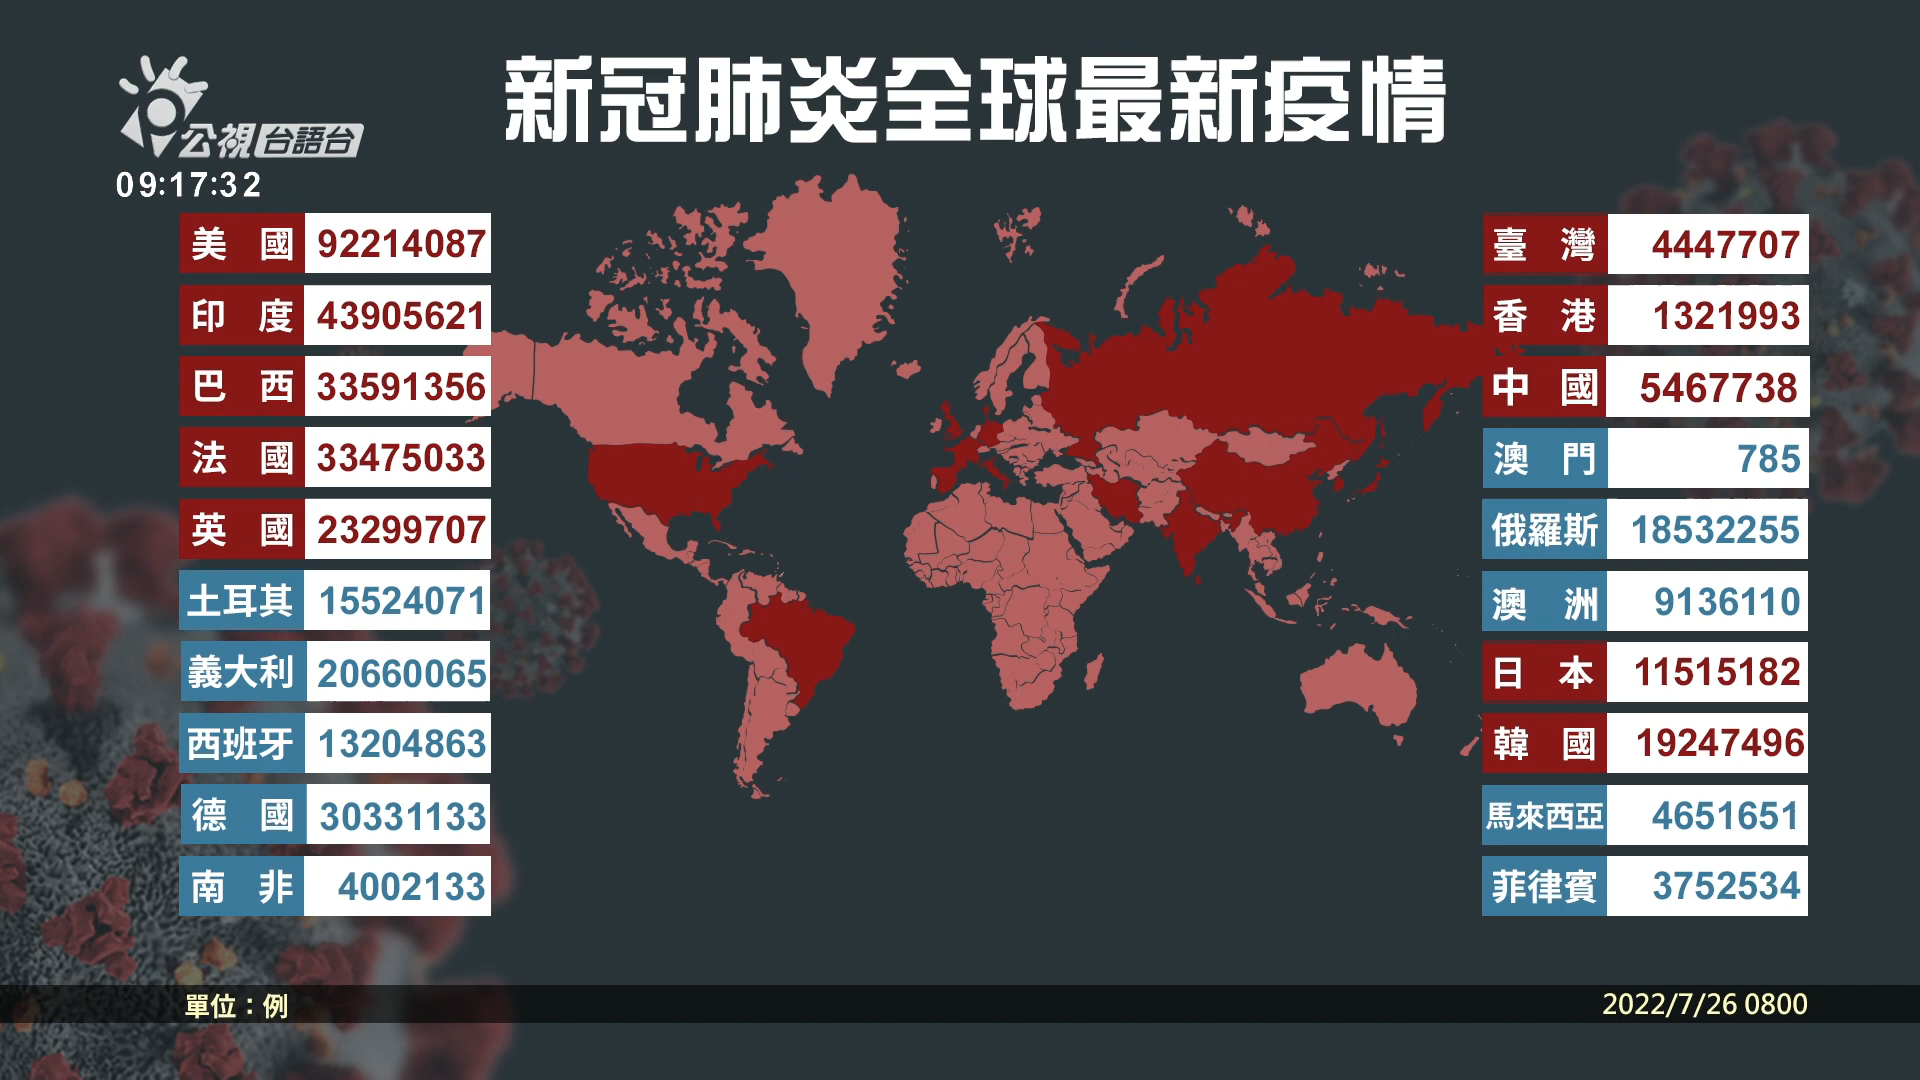 新冠肺炎全球最新疫情
公視台語台
09:17:32
美國 92214087
印度 43905621
巴西 33591356
法國 33475033
英國 23299707
土耳其 15524071
義大利 20660065
西班牙 13204863
德國 30331133
南非 4002133
臺灣 4447707
香港 1321993
中國 5467738
澳門 785
俄羅斯 18532255
澳洲 9136110
日本 11515182
韓國 19247496
馬來西亞 4651651
菲律賓 3752534
單位：例
2022/7/26 0800